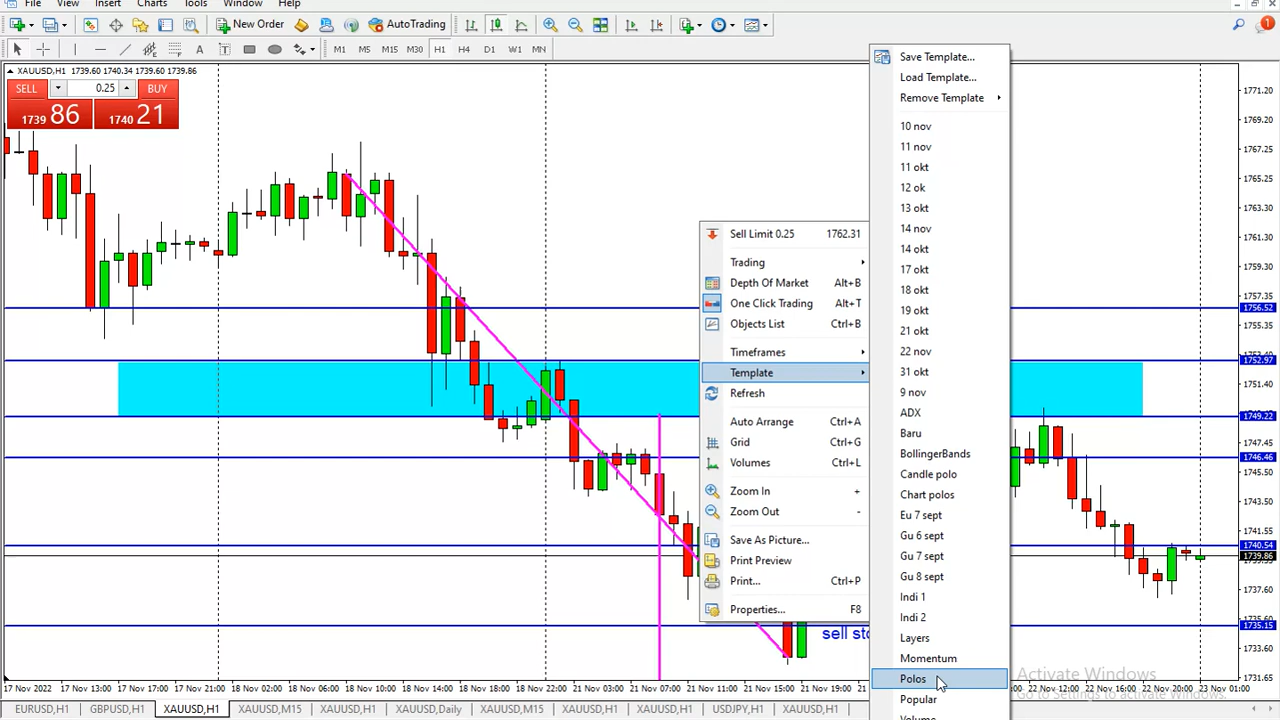 File View Insert Charts Tools Window Help
New Order AutoTrading
A T M1 M5 M15 M30 H1 H4 D1 W1 MN
1
XAUUSD,H1 1739.60 1740.34 1739.60 1739.86
SELL 0.25 BUY
1739 86 1740 21
Sell Limit 0.25 1762.31
Trading
Depth Of Market Alt+B
One Click Trading Alt+T
Objects List Ctrl+B
Timeframes
Template
Refresh
Auto Arrange Ctrl+A
Grid Ctrl+G
Volumes Ctrl+L
Zoom In +
Zoom Out -
Save As Picture...
Print Preview
Print... Ctrl+P
Properties... F8
Save Template...
Load Template...
Remove Template
10 nov
11 nov
11 okt
12 ok
13 okt
14 nov
14 okt
17 okt
18 okt
19 okt
21 okt
22 nov
31 okt
9 nov
ADX
Baru
BollingerBands
Candle polos
Chart polos
Eu 7 sept
Gu 6 sept
Gu 7 sept
Gu 8 sept
Indi 1
Indi 2
Layers
Momentum
Polos
Popular
Volume
1771.20
1769.20
1767.25
1765.25
1763.30
1761.30
1759.30
1757.35
1756.52
1755.35
1752.97
1751.40
1749.22
1747.45
1746.46
1745.50
1743.50
1741.55
1740.54
1739.86
1737.60
1735.15
1733.60
1731.65
Activate Windows
Go to Settings to activate Windows.
17 Nov 2022 17 Nov 13:00 17 Nov 17:00 17 Nov 21:00 18 Nov 02:00 18 Nov 06:00 18 Nov 10:00 18 Nov 14:00 18 Nov 18:00 18 Nov 22:00 21 Nov 03:00 21 Nov 07:00 21 Nov 11:00 21 Nov 15:00 21 Nov 19:00 22 Nov 12:00 22 Nov 16:00 22 Nov 20:00 23 Nov 01:00
EURUSD,H1 GBPUSD,H1 XAUUSD,H1 XAUUSD,M15 XAUUSD,H1 XAUUSD,Daily XAUUSD,M15 XAUUSD,H1 XAUUSD,H1 USDJPY,H1 XAUUSD,H1